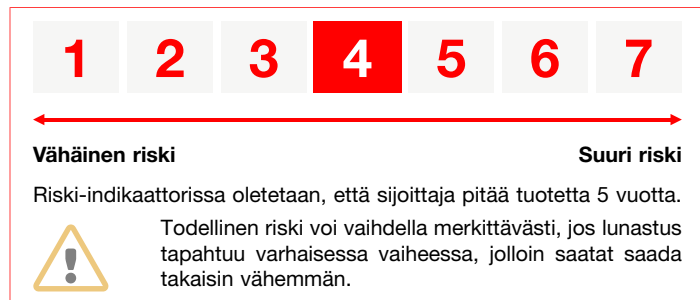 1 2 3 4 5 6 7
Vähäinen riski Suuri riski
Riski-indikaattorissa oletetaan, että sijoittaja pitää tuotetta 5 vuotta.
Todellinen riski voi vaihdella merkittävästi, jos lunastus
tapahtuu varhaisessa vaiheessa, jolloin saatat saada
takaisin vähemmän.